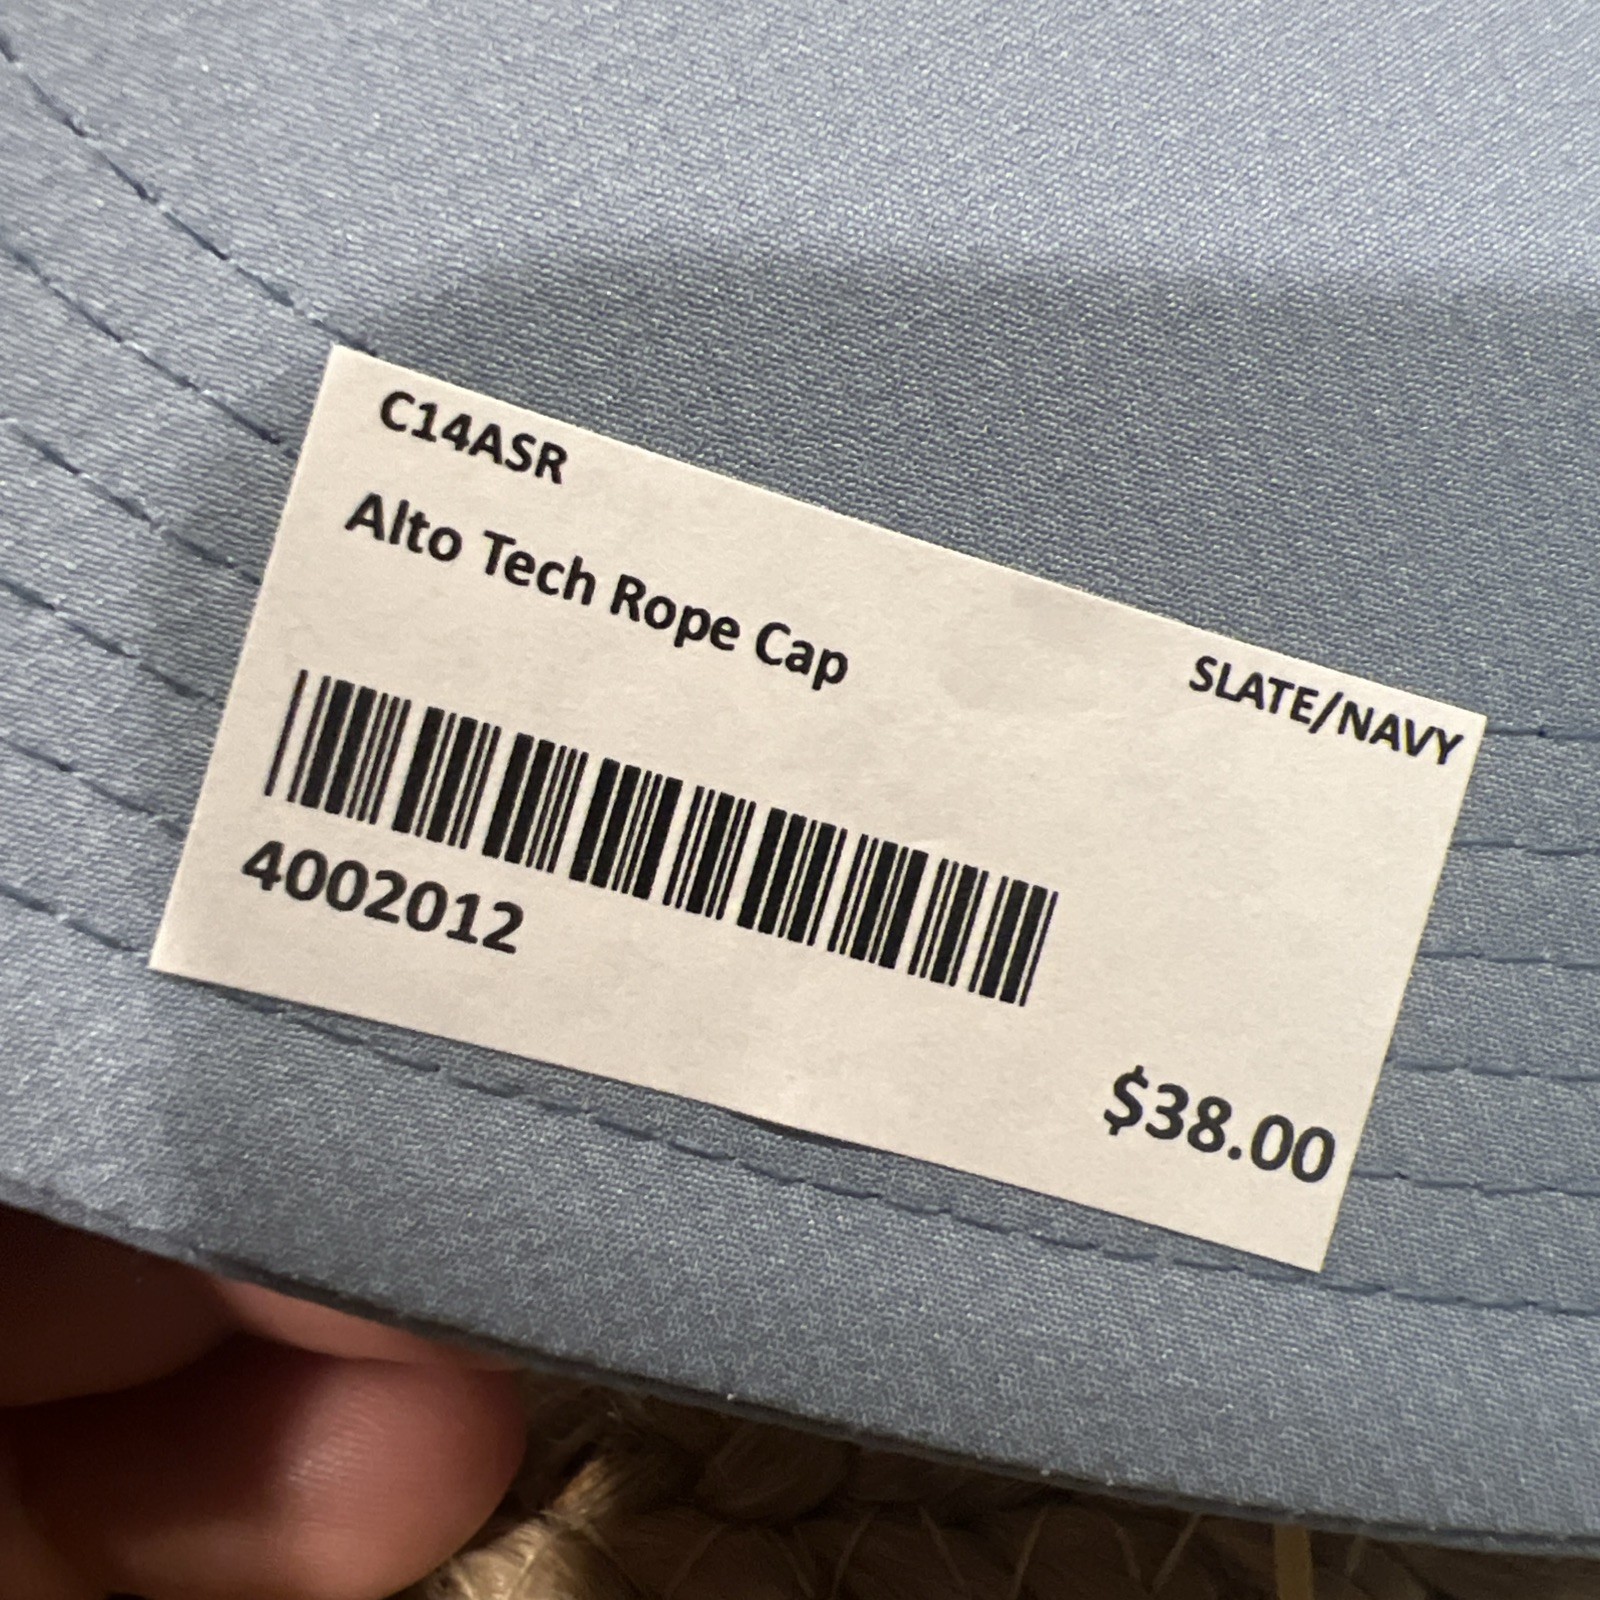 C14ASR
Alto Tech Rope Cap
SLATE/NAVY
4002012
$38.00